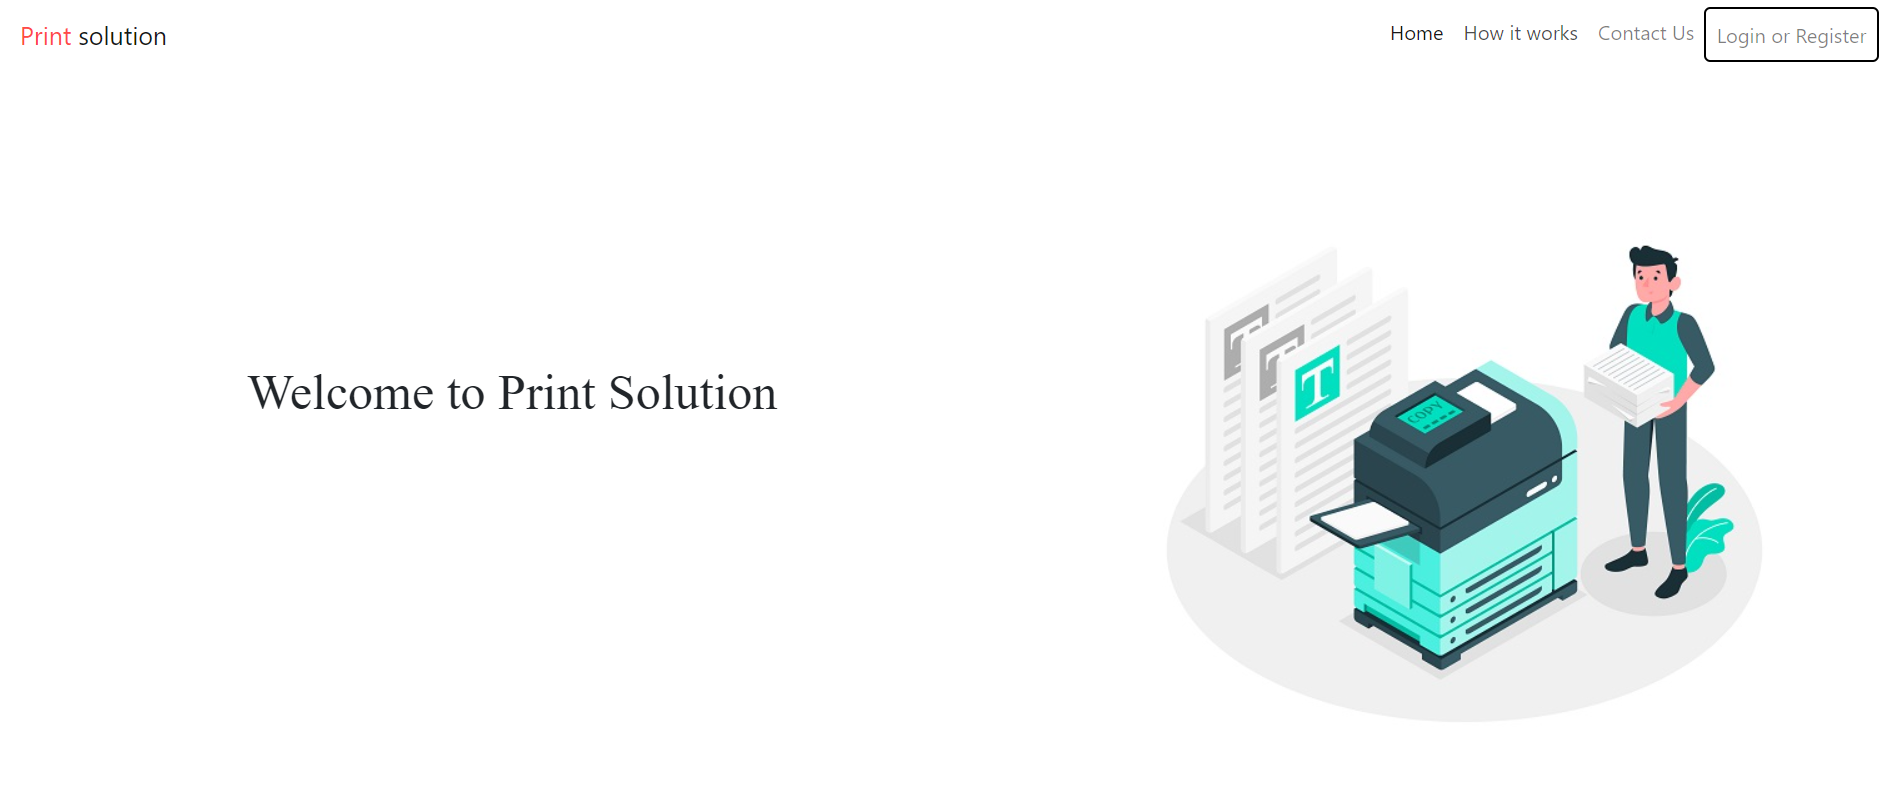 Print solution
Home
How it works
Contact Us
Login or Register
Welcome to Print Solution
T
T
T
COPY